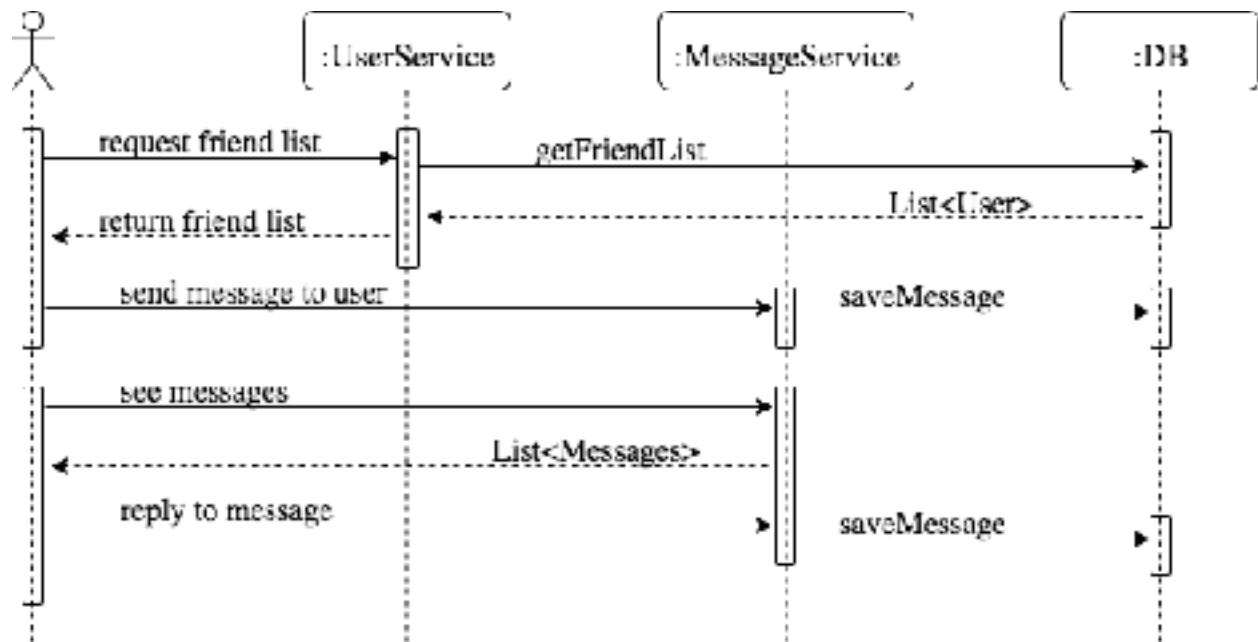 :UserService
:MessageService
:DB
request friend list
getFriendList
List<User>
return friend list
send message to user
saveMessage
see messages
List<Messages>
reply to message
saveMessage